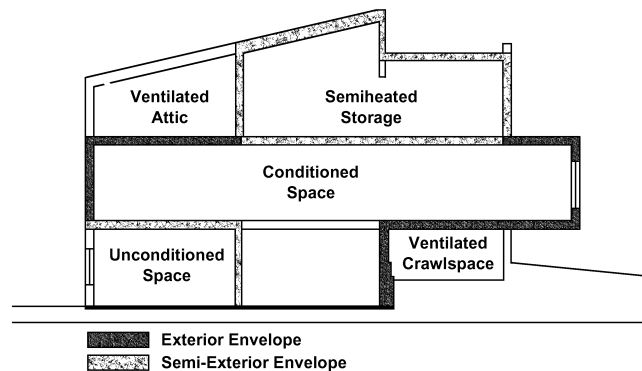 Ventilated
Attic
Semiheated
Storage
Conditioned
Space
Unconditioned
Space
Ventilated
Crawlspace
Exterior Envelope
Semi-Exterior Envelope